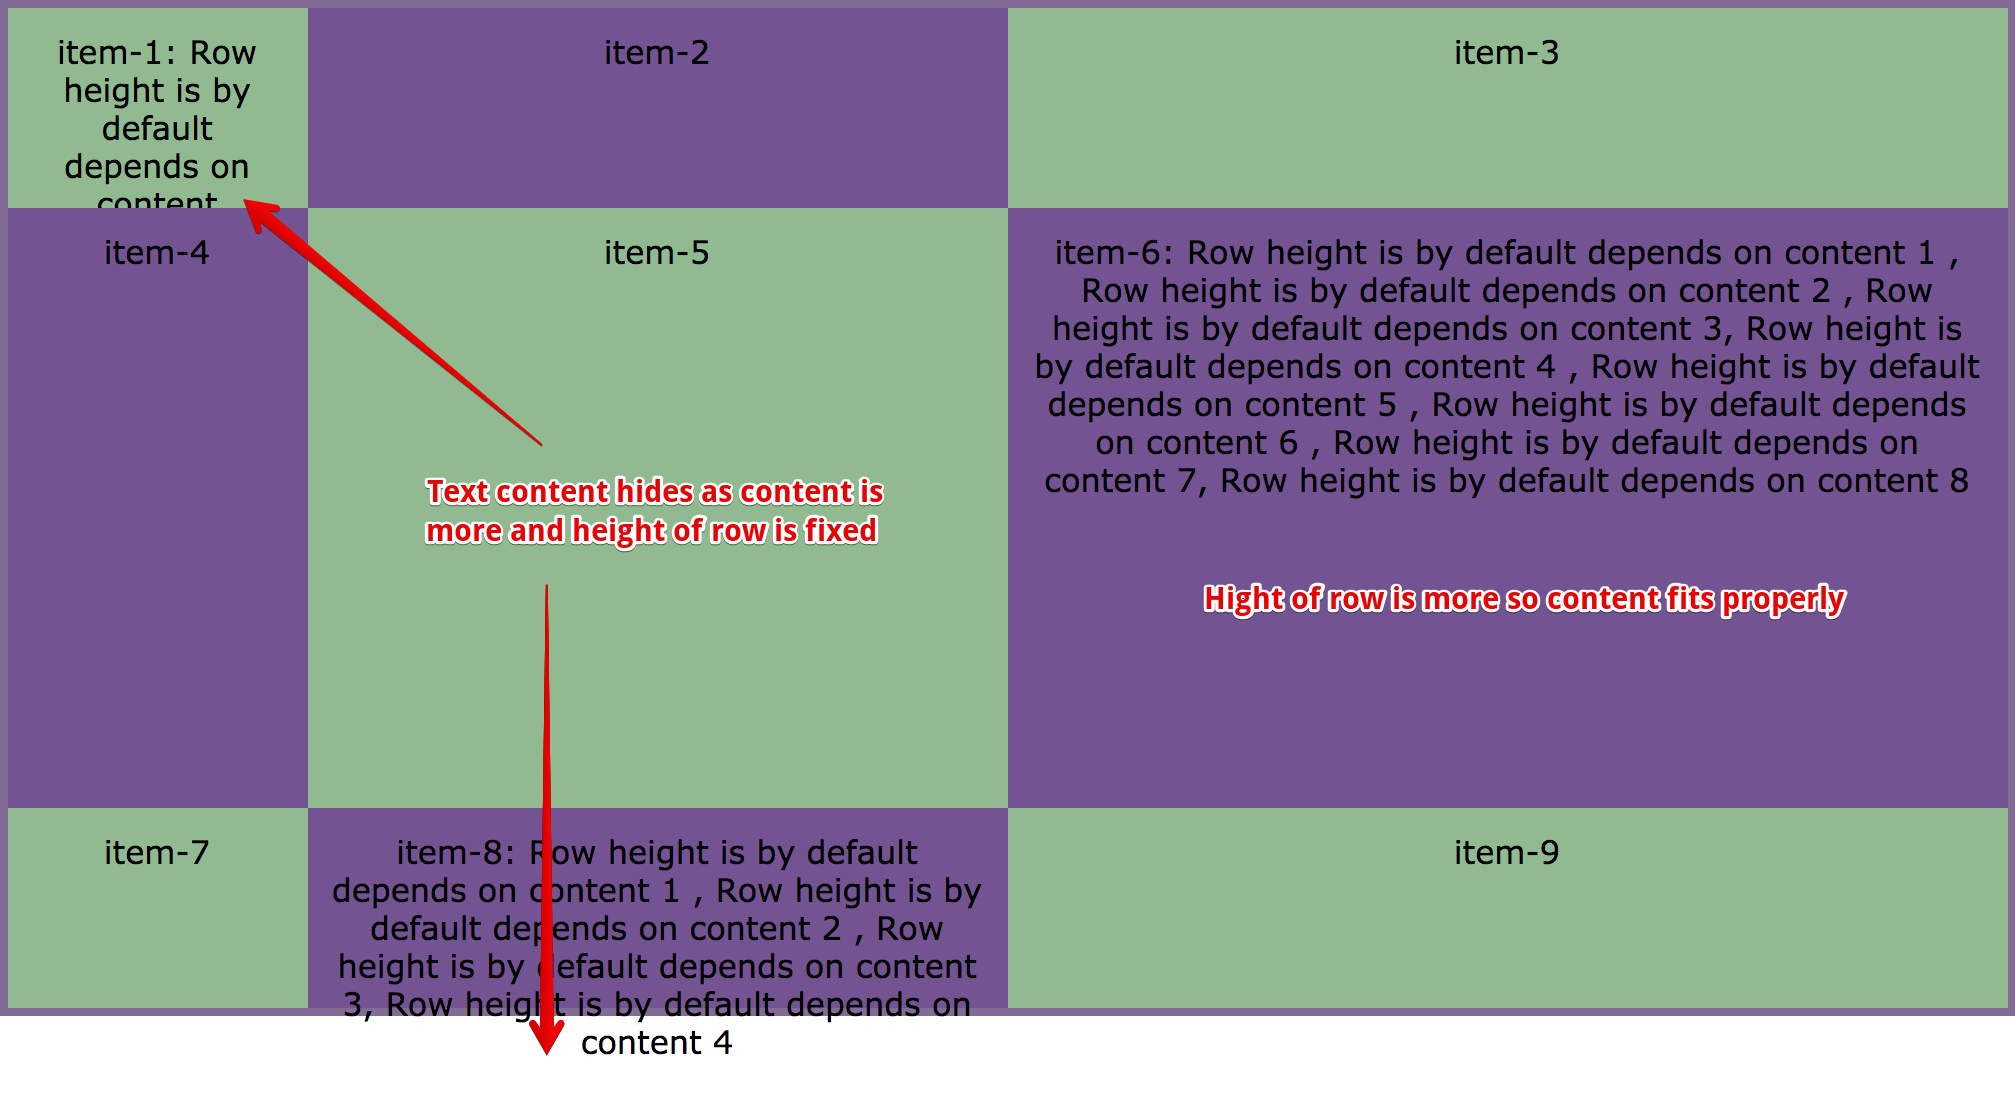 item-1: Row
height is by
default
depends on
content
item-2
item-3
item-4
item-5
item-6: Row height is by default depends on content 1 ,
Row height is by default depends on content 2 , Row
height is by default depends on content 3, Row height is
by default depends on content 4 , Row height is by default
depends on content 5 , Row height is by default depends
on content 6 , Row height is by default depends on
content 7, Row height is by default depends on content 8
Text content hides as content is
more and height of row is fixed
Hight of row is more so content fits properly
item-7
item-8: Row height is by default
depends on content 1 , Row height is by
default depends on content 2 , Row
height is by default depends on content
3, Row height is by default depends on
content 4
item-9